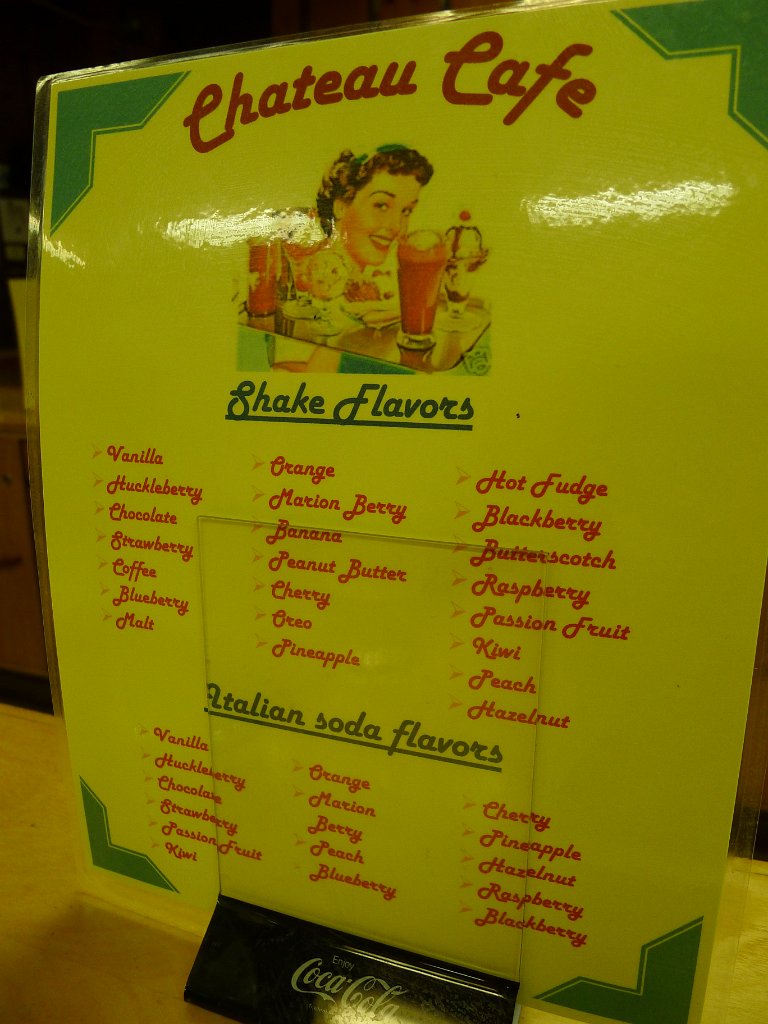 Chateau Cafe
Shake Flavors
Vanilla
Huckleberry
Chocolate
Strawberry
Coffee
Blueberry
Malt
Orange
Marion Berry
Banana
Peanut Butter
Cherry
Oreo
Pineapple
Hot Fudge
Blackberry
Butterscotch
Raspberry
Passion Fruit
Kiwi
Peach
Hazelnut
Italian soda flavors
Vanilla
Huckleberry
Chocolate
Strawberry
Passion Fruit
Kiwi
Orange
Marion
Berry
Peach
Blueberry
Cherry
Pineapple
Hazelnut
Raspberry
Blackberry
Enjoy
Coca-Cola